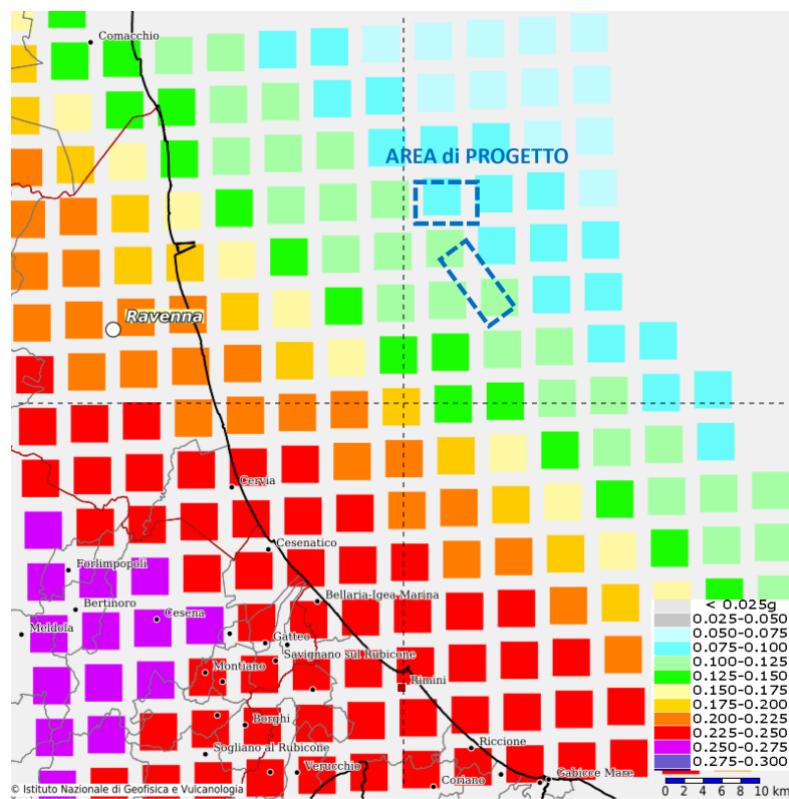 Comacchio
AREA di PROGETTO
Ravenna
Cervia
Cesenatico
Forlimpopoli
Bellaria-Igea Marina
Bertinoro
Cesena
Meldola
Gatteo
Savignano sul Rubicone
Montiano
Rimini
Borghi
Sogliano al Rubicone
Riccione
Verucchio
Coriano
Gabicce Mare
< 0.025g
0.025-0.050
0.050-0.075
0.075-0.100
0.100-0.125
0.125-0.150
0.150-0.175
0.175-0.200
0.200-0.225
0.225-0.250
0.250-0.275
0.275-0.300
0 2 4 6 8 10 km
© Istituto Nazionale di Geofisica e Vulcanologia